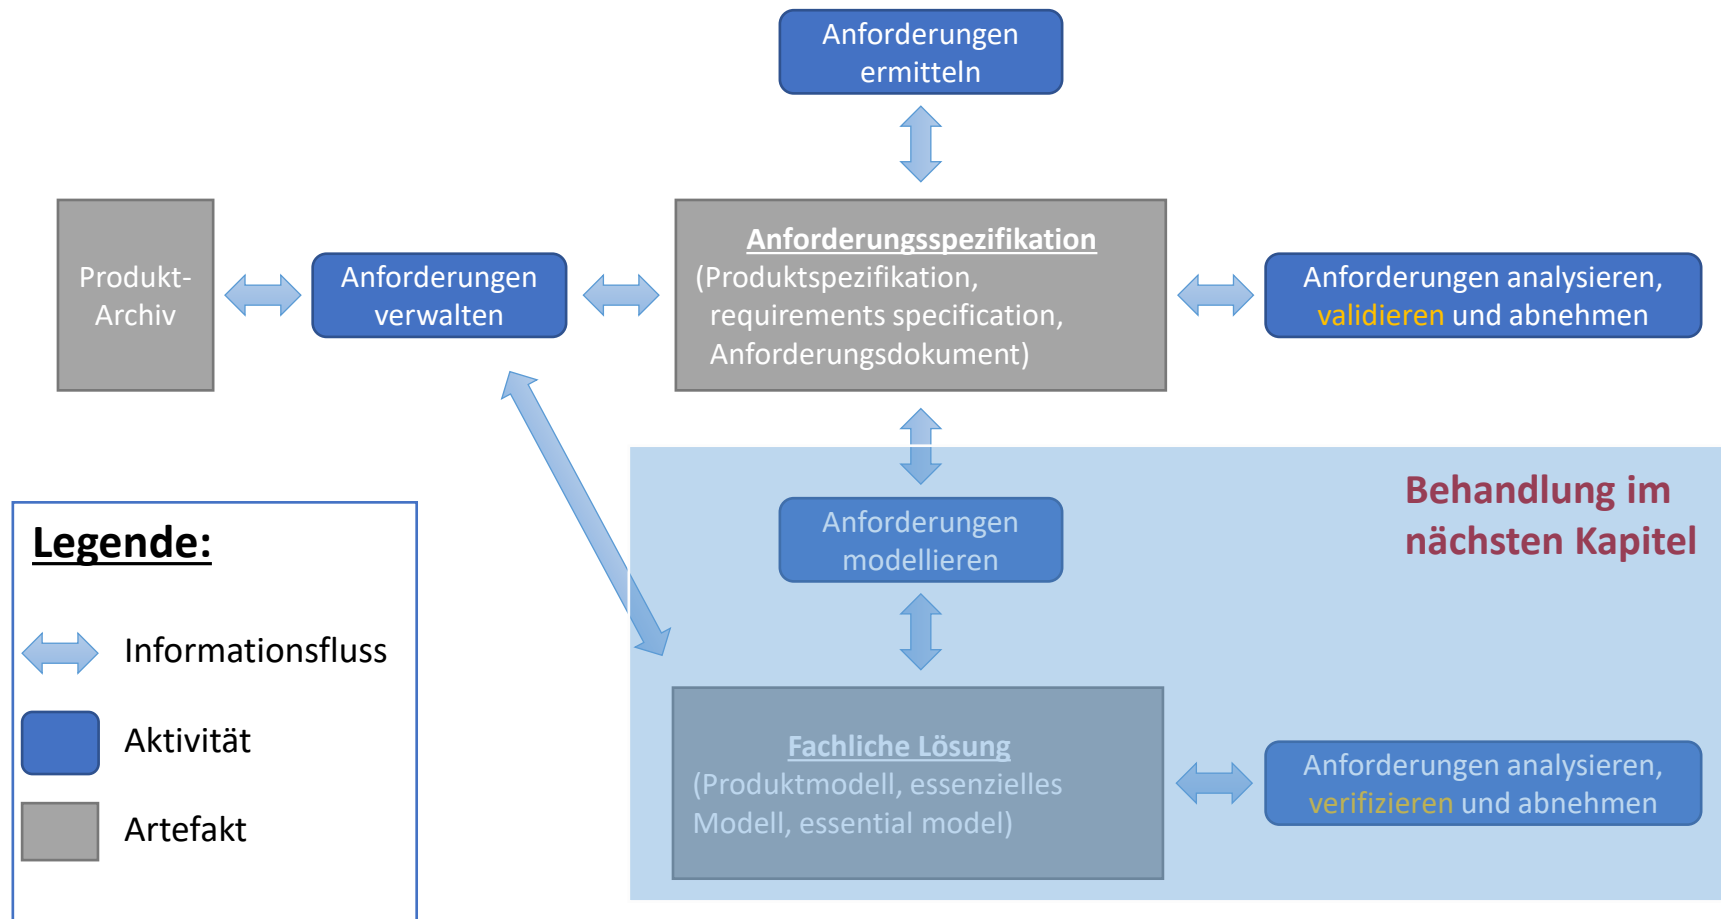 Anforderungen
ermitteln
Produkt-
Archiv
Anforderungen
verwalten
Anforderungsspezifikation
(Produktspezifikation,
requirements specification,
Anforderungsdokument)
Anforderungen analysieren,
validieren und abnehmen
Behandlung im
nächsten Kapitel
Anforderungen
modellieren
Fachliche Lösung
(Produktmodell, essenzielles
Modell, essential model)
Anforderungen analysieren,
verifizieren und abnehmen
Legende:
Informationsfluss
Aktivität
Artefakt